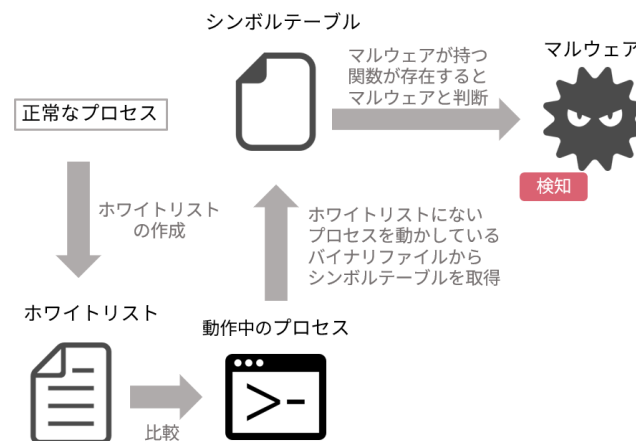 シンボルテーブル
マルウェアが持つ
関数が存在すると
マルウェアと判断
マルウェア
正常なプロセス
検知
ホワイトリスト
の作成
ホワイトリストにない
プロセスを動かしている
バイナリファイルから
シンボルテーブルを取得
ホワイトリスト
動作中のプロセス
>-
比較